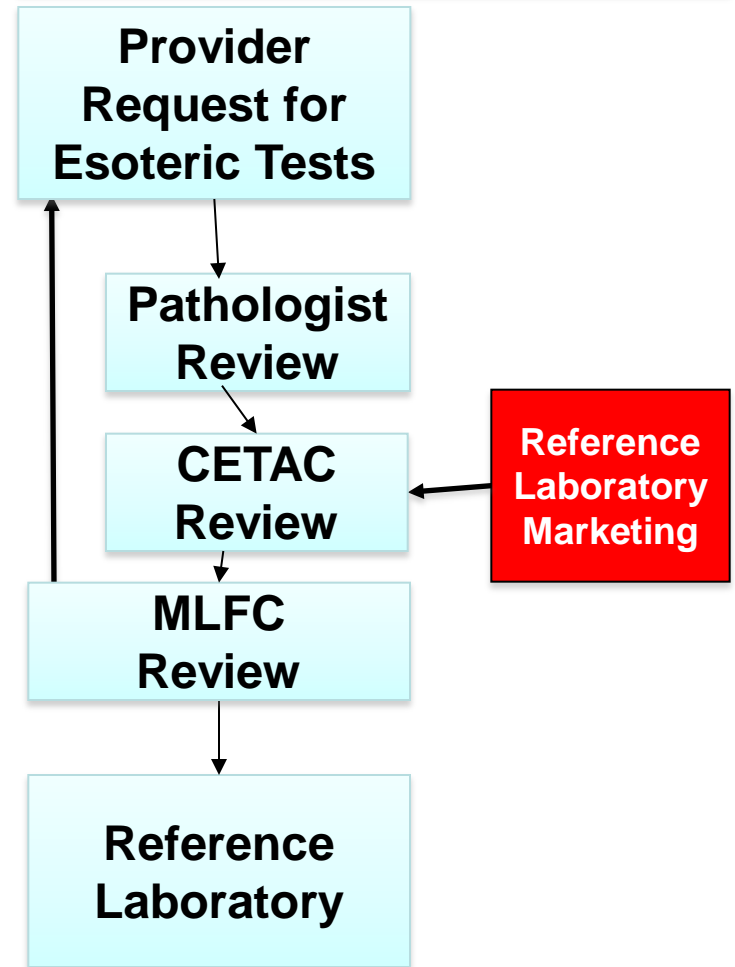 Provider
Request for
Esoteric Tests
Pathologist
Review
CETAC
Review
Reference
Laboratory
Marketing
MLFC
Review
Reference
Laboratory